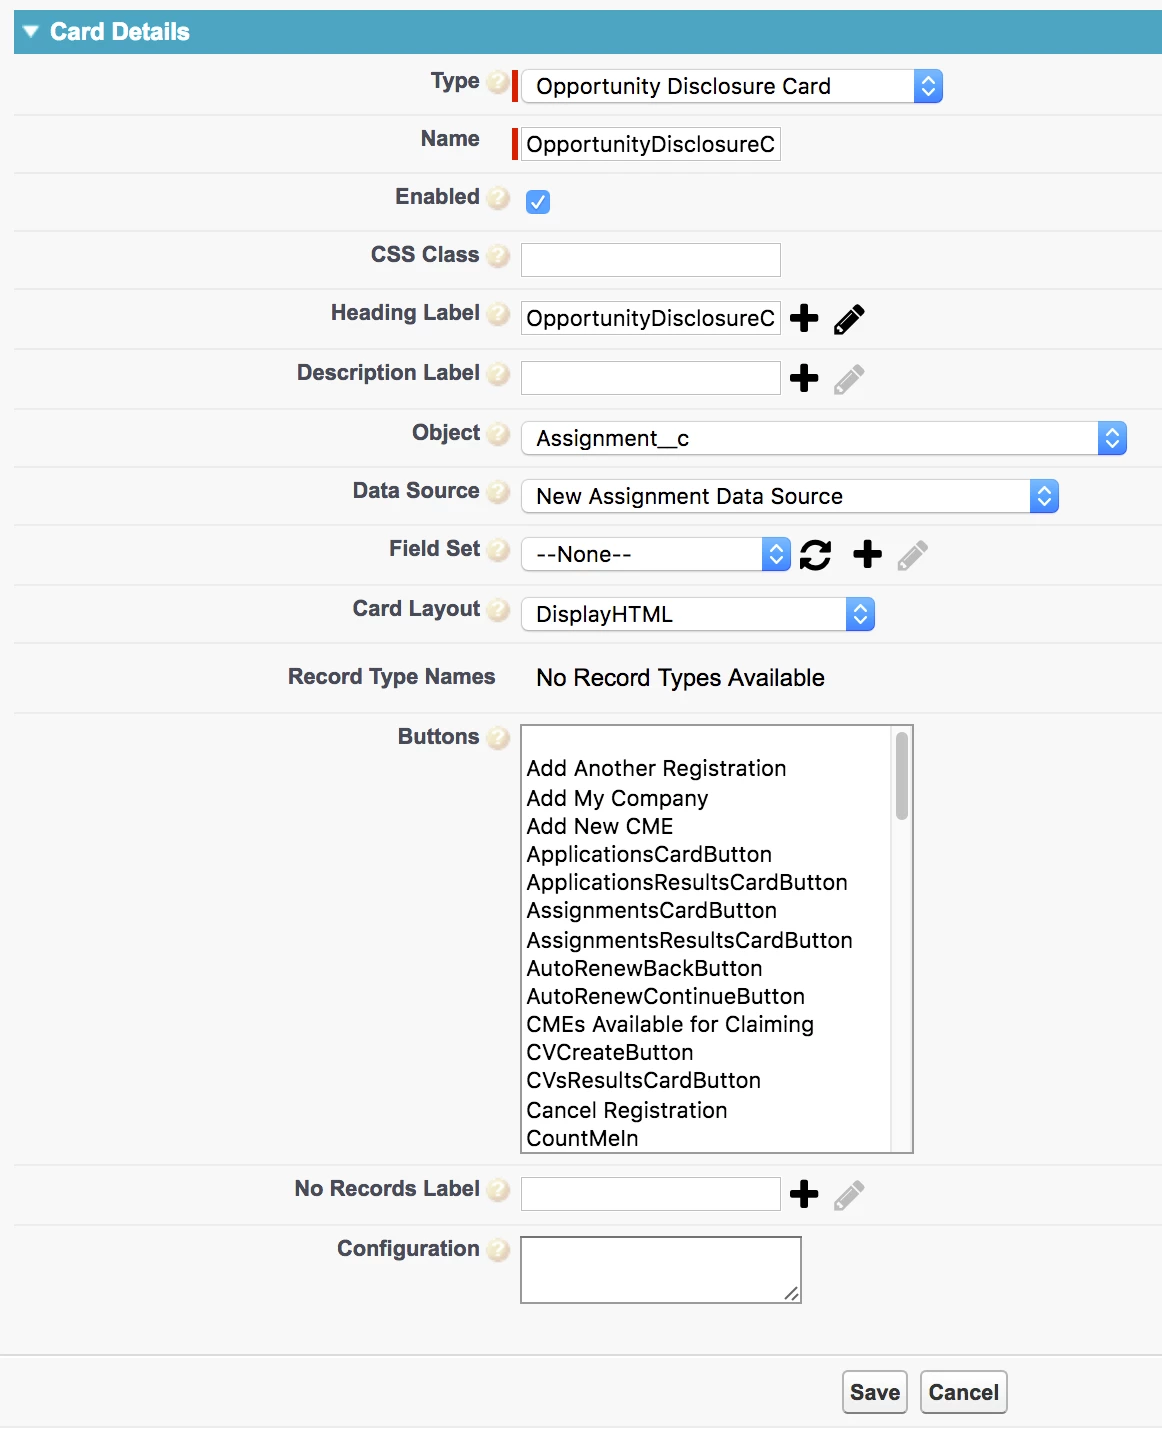 Card Details
Type ? Opportunity Disclosure Card
Name OpportunityDisclosureC
Enabled ?
CSS Class ?
Heading Label ? OpportunityDisclosureC
Description Label ?
Object ? Assignment__c
Data Source ? New Assignment Data Source
Field Set ? --None--
Card Layout ? DisplayHTML
Record Type Names No Record Types Available
Buttons ?
Add Another Registration
Add My Company
Add New CME
ApplicationsCardButton
ApplicationsResultsCardButton
AssignmentsCardButton
AssignmentsResultsCardButton
AutoRenewBackButton
AutoRenewContinueButton
CMEs Available for Claiming
CVCreateButton
CVsResultsCardButton
Cancel Registration
CountMeIn
No Records Label ?
Configuration ?
Save Cancel